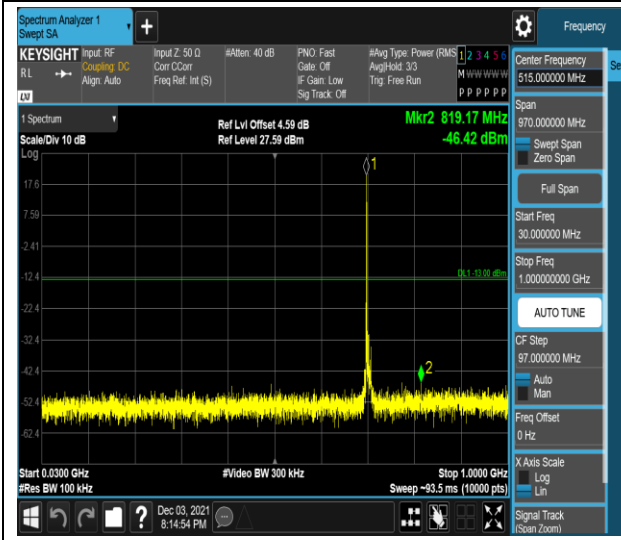 Spectrum Analyzer 1
Swept SA
Frequency
KEYSIGHT
RL
LXI
Input: RF
Coupling: DC
Align: Auto
Input Z: 50 Ω
Corr CCorr
Freq Ref: Int (S)
#Atten: 40 dB
PNO: Fast
Gate: Off
IF Gain: Low
Sig Track: Off
#Avg Type: Power (RMS
Avg|Hold: 3/3
Trig: Free Run
1 2 3 4 5 6
M W W W W W
P P P P P P
1 Spectrum
Scale/Div 10 dB
Ref Lvl Offset 4.59 dB
Ref Level 27.59 dBm
Mkr2 819.17 MHz
-46.42 dBm
Log
1
17.6
7.59
-2.41
DL1 -13.00 dBm
-12.4
-22.4
-32.4
2
-42.4
-52.4
-62.4
Start 0.0300 GHz
#Res BW 100 kHz
#Video BW 300 kHz
Stop 1.0000 GHz
Sweep ~93.5 ms (10000 pts)
?
Dec 03, 2021
8:14:54 PM
Center Frequency
515.000000 MHz
Se
Span
970.000000 MHz
Swept Span
Zero Span
Full Span
Start Freq
30.000000 MHz
Stop Freq
1.000000000 GHz
AUTO TUNE
CF Step
97.000000 MHz
Auto
Man
Freq Offset
0 Hz
X Axis Scale
Log
Lin
Signal Track
(Span Zoom)